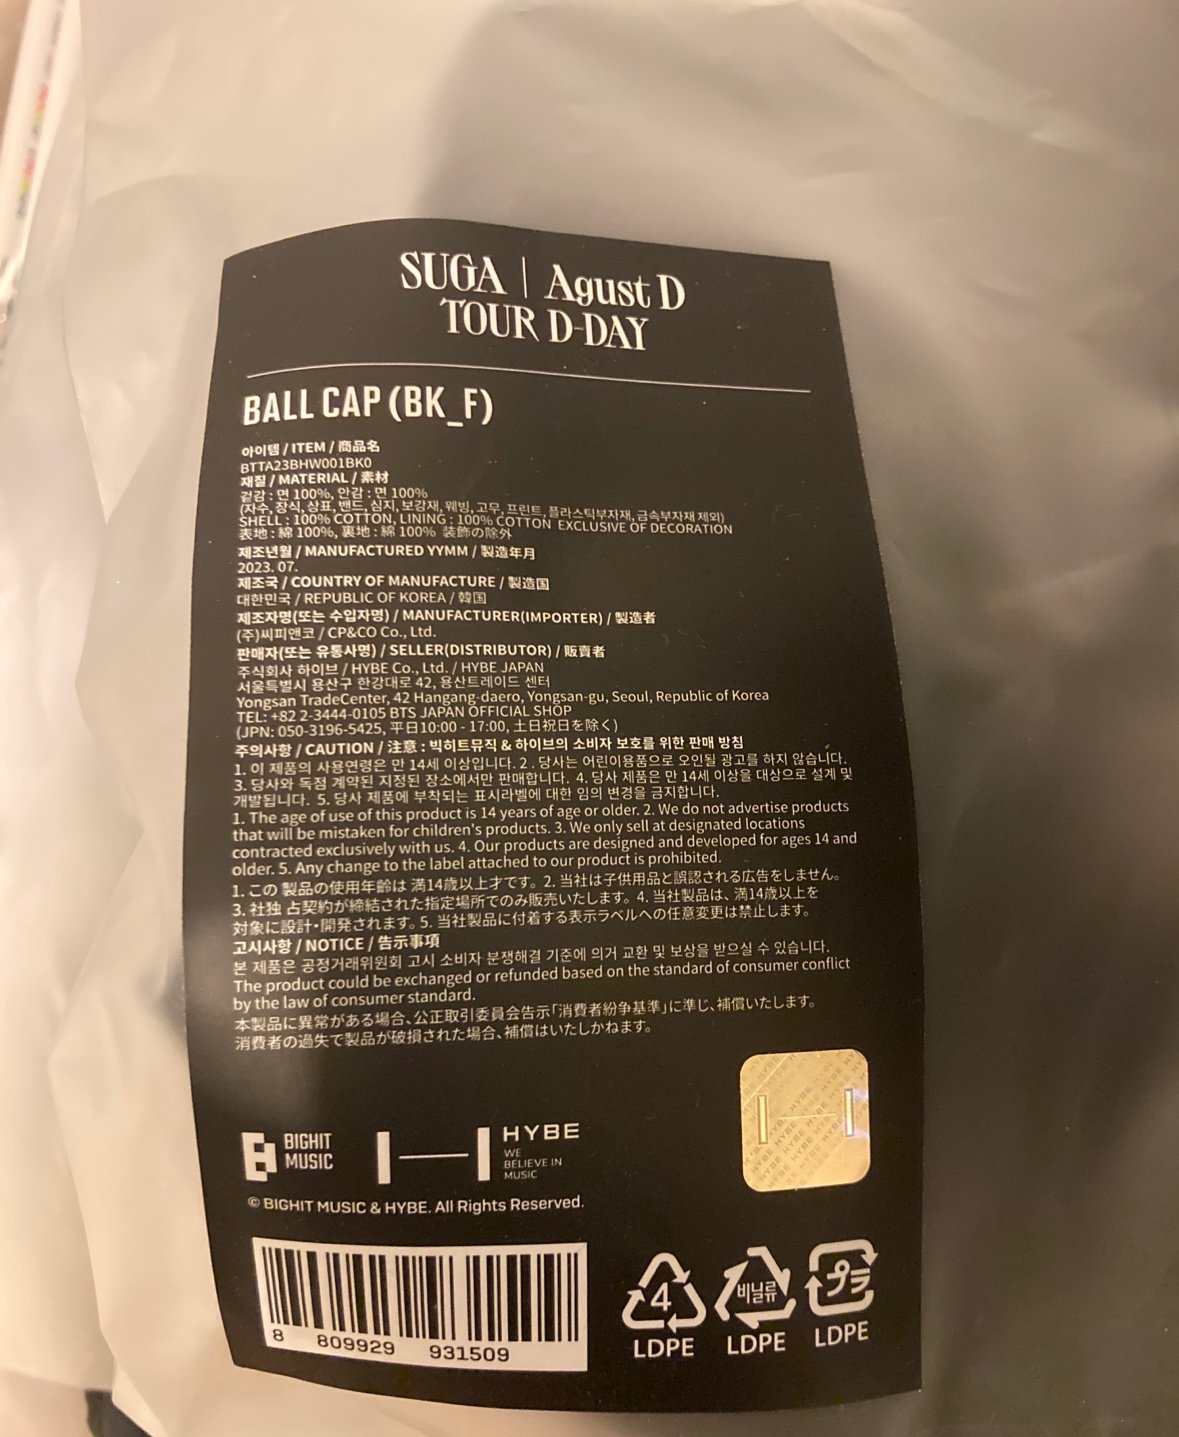 SUGA | Agust D
TOUR D-DAY
BALL CAP (BK_F)
아이템 / ITEM / 商品名
BTTA23BHW001BK0
재질 / MATERIAL / 素材
겉감 : 면 100%, 안감 : 면 100%
(자수, 장식, 상표, 밴드, 심지, 보강재, 웨빙, 고무, 프린트, 플라스틱부자재, 금속부자재 제외)
SHELL : 100% COTTON, LINING : 100% COTTON EXCLUSIVE OF DECORATION
表地 : 綿 100%, 裏地 : 綿 100% 装飾の除外
제조년월 / MANUFACTURED YYMM / 製造年月
2023. 07.
제조국 / COUNTRY OF MANUFACTURE / 製造国
대한민국 / REPUBLIC OF KOREA / 韓国
제조자명(또는 수입자명) / MANUFACTURER(IMPORTER) / 製造者
(주)씨피앤코 / CP&CO Co., Ltd.
판매자(또는 유통사명) / SELLER(DISTRIBUTOR) / 販賣者
주식회사 하이브 / HYBE Co., Ltd. / HYBE JAPAN
서울특별시 용산구 한강대로 42, 용산트레이드 센터
Yongsan TradeCenter, 42 Hangang-daero, Yongsan-gu, Seoul, Republic of Korea
TEL: +82 2-3444-0105 BTS JAPAN OFFICIAL SHOP
(JPN: 050-3196-5425, 平日10:00 - 17:00, 土日祝日を除く)
주의사항 / CAUTION / 注意 : 빅히트뮤직 & 하이브의 소비자 보호를 위한 판매 방침
1. 이 제품의 사용연령은 만 14세 이상입니다. 2 . 당사는 어린이용품으로 오인될 광고를 하지 않습니다.
3. 당사와 독점 계약된 지정된 장소에서만 판매합니다. 4. 당사 제품은 만 14세 이상을 대상으로 설계 및
개발됩니다. 5. 당사 제품에 부착되는 표시라벨에 대한 임의 변경을 금지합니다.
1. The age of use of this product is 14 years of age or older. 2. We do not advertise products
that will be mistaken for children's products. 3. We only sell at designated locations
contracted exclusively with us. 4. Our products are designed and developed for ages 14 and
older. 5. Any change to the label attached to our product is prohibited.
1. この 製品の使用年齢は 満14歳以上才です。 2. 当社は子供用品と誤認される広告をしません。
3. 社独 占契約が締結された指定場所でのみ販売いたします。 4. 当社製品は、満14歳以上を
対象に設計・開発されます。 5. 当社製品に付着する表示ラベルへの任意変更は禁止します。
고시사항 / NOTICE / 告示事項
본 제품은 공정거래위원회 고시 소비자 분쟁해결 기준에 의거 교환 및 보상을 받으실 수 있습니다.
The product could be exchanged or refunded based on the standard of consumer conflict
by the law of consumer standard.
本製品に異常がある場合、公正取引委員会告示「消費者紛争基準」に準じ、補償いたします。
消費者の過失で製品が破損された場合、補償はいたしかねます。
BIGHIT
MUSIC
HYBE
WE
BELIEVE IN
MUSIC
© BIGHIT MUSIC & HYBE. All Rights Reserved.
8 809929 931509
4
LDPE
비닐류
LDPE
プラ
LDPE